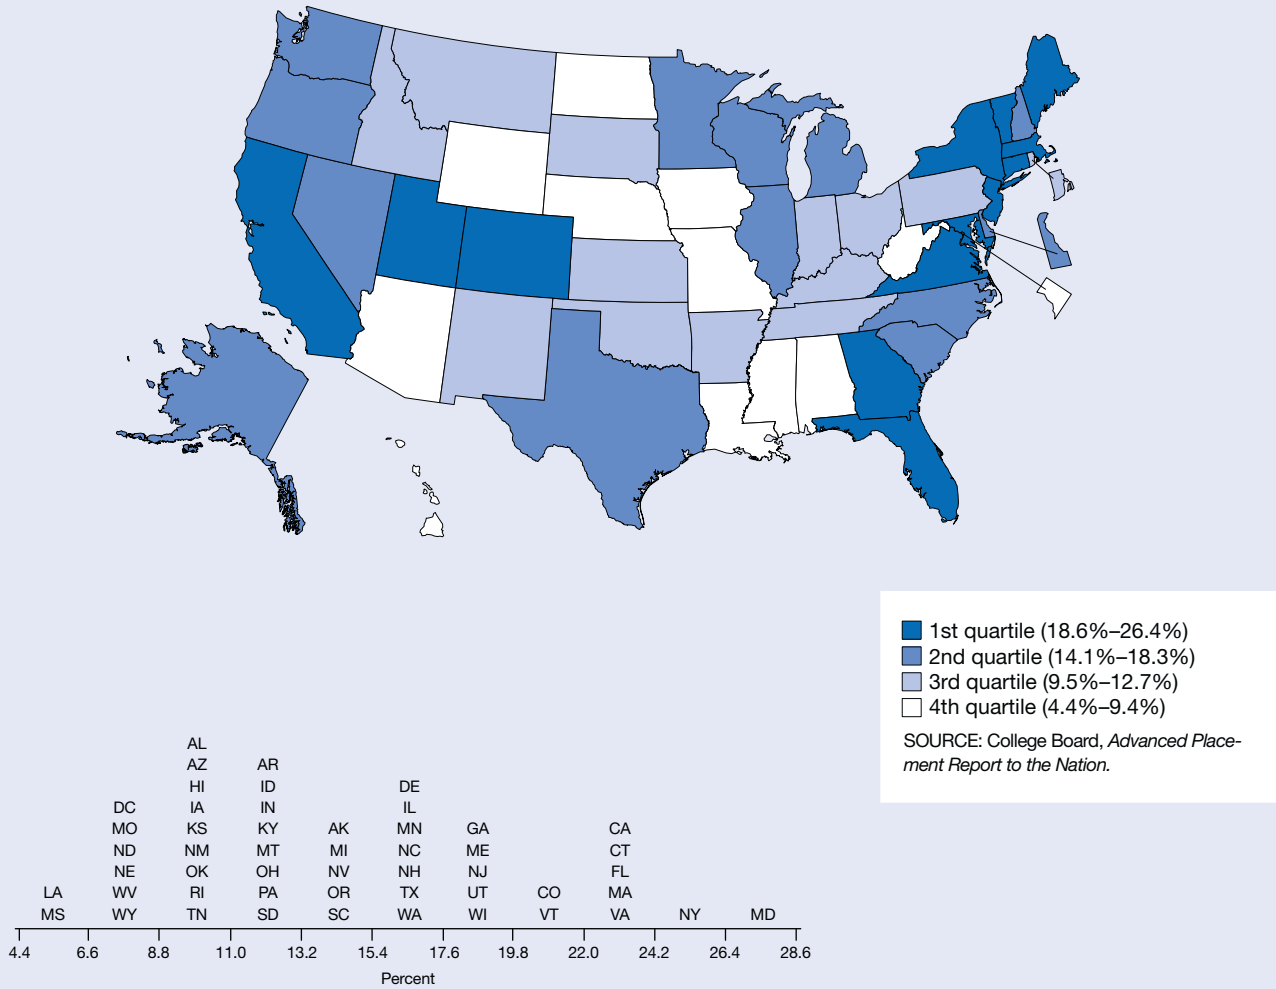 1st quartile (18.6%–26.4%)
2nd quartile (14.1%–18.3%)
3rd quartile (9.5%–12.7%)
4th quartile (4.4%–9.4%)
SOURCE: College Board, Advanced Place-
ment Report to the Nation.
AL
AZ AR
HI ID DE
DC IA IN IL
MO KS KY AK MN GA CA
ND NM MT MI NC ME CT
NE OK OH NV NH NJ FL
LA WV RI PA OR TX UT CO MA
MS WY TN SD SC WA WI VT VA NY MD
4.4 6.6 8.8 11.0 13.2 15.4 17.6 19.8 22.0 24.2 26.4 28.6
Percent